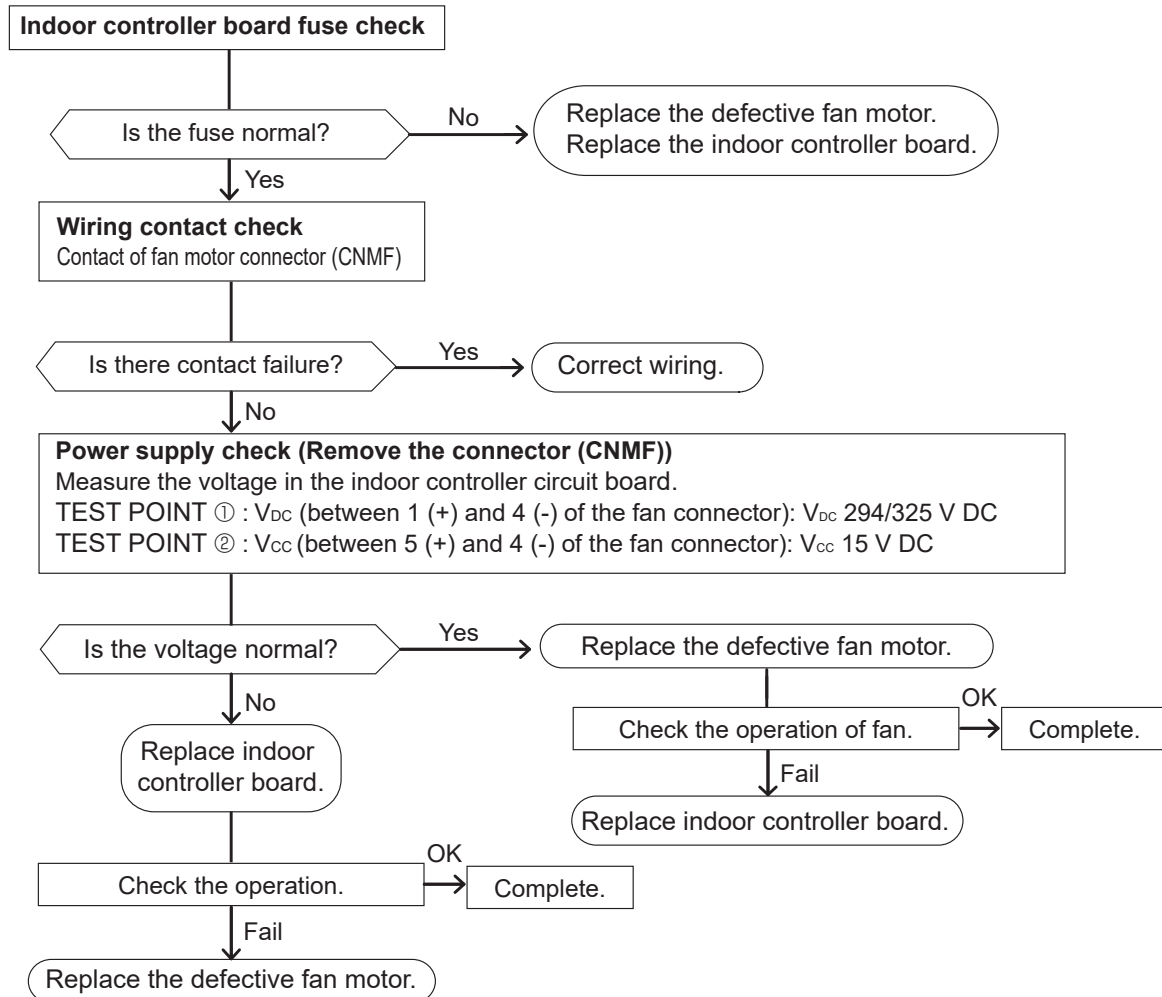 Indoor controller board fuse check
Is the fuse normal?
No
Replace the defective fan motor.
Replace the indoor controller board.
Yes
Wiring contact check
Contact of fan motor connector (CNMF)
Is there contact failure?
Yes
Correct wiring.
No
Power supply check (Remove the connector (CNMF))
Measure the voltage in the indoor controller circuit board.
TEST POINT ① : VDC (between 1 (+) and 4 (-) of the fan connector): VDC 294/325 V DC
TEST POINT ② : VCC (between 5 (+) and 4 (-) of the fan connector): VCC 15 V DC
Is the voltage normal?
Yes
Replace the defective fan motor.
Check the operation of fan.
OK
Complete.
Fail
Replace indoor controller board.
No
Replace indoor
controller board.
Check the operation.
OK
Complete.
Fail
Replace the defective fan motor.